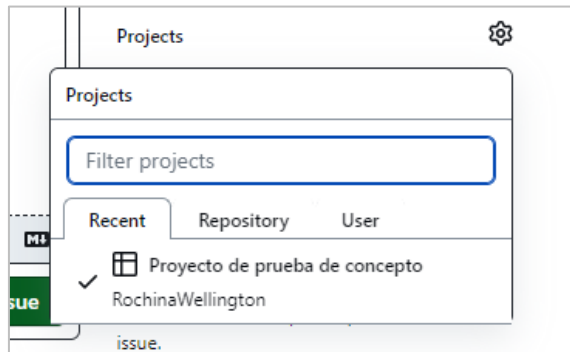 Projects
Projects
Filter projects
Recent Repository User
M↓
Proyecto de prueba de concepto
RochinaWellington
sue
issue.